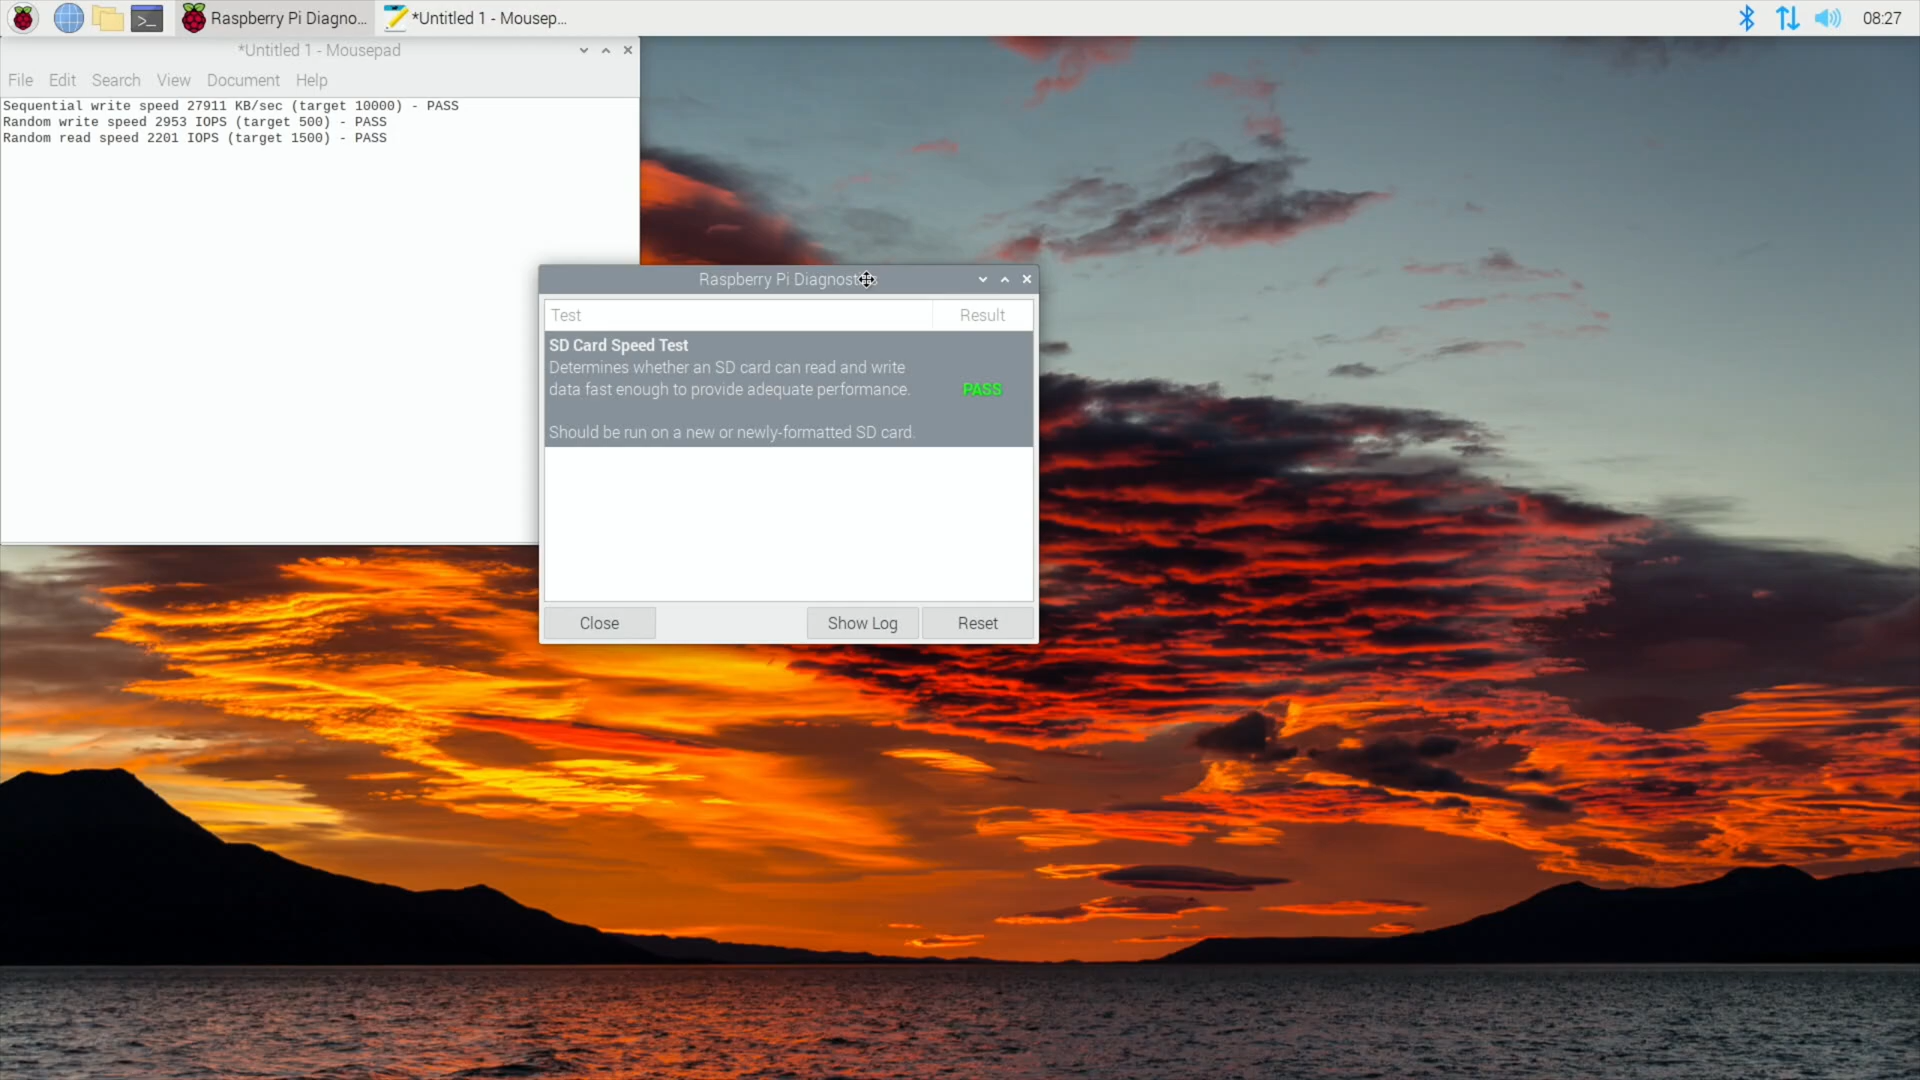 Raspberry Pi Diagno...
*Untitled 1 - Mousep...
08:27
*Untitled 1 - Mousepad
File Edit Search View Document Help
Sequential write speed 27911 KB/sec (target 10000) - PASS
Random write speed 2953 IOPS (target 500) - PASS
Random read speed 2201 IOPS (target 1500) - PASS
Raspberry Pi
Test Result
SD Card Speed Test
Determines whether an SD card can read and write
data fast enough to provide adequate performance.
PASS
Should be run on a new or newly-formatted SD card.
Close Show Log Reset